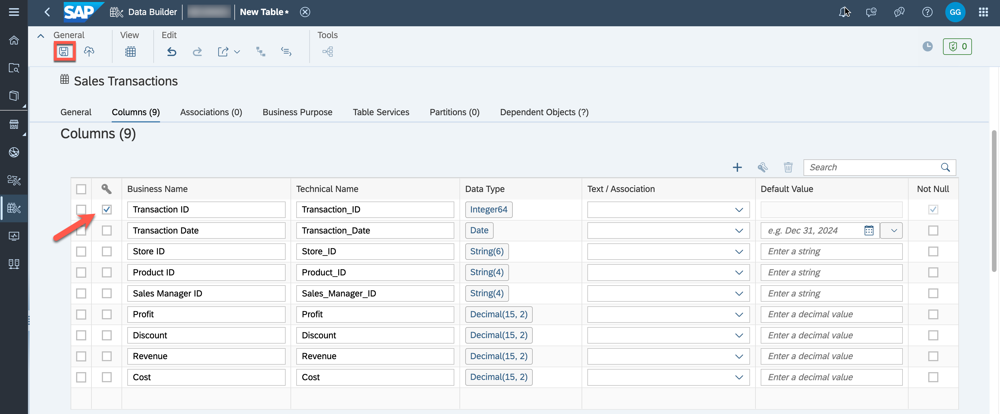 SAP Data Builder New Table*
GG
General View Edit Tools
0
Sales Transactions
General Columns (9) Associations (0) Business Purpose Table Services Partitions (0) Dependent Objects (?)
Columns (9)
Search
Business Name Technical Name Data Type Text / Association Default Value Not Null
Transaction ID Transaction_ID Integer64
Transaction Date Transaction_Date Date e.g. Dec 31, 2024
Store ID Store_ID String(6) Enter a string
Product ID Product_ID String(4) Enter a string
Sales Manager ID Sales_Manager_ID String(4) Enter a string
Profit Profit Decimal(15, 2) Enter a decimal value
Discount Discount Decimal(15, 2) Enter a decimal value
Revenue Revenue Decimal(15, 2) Enter a decimal value
Cost Cost Decimal(15, 2) Enter a decimal value